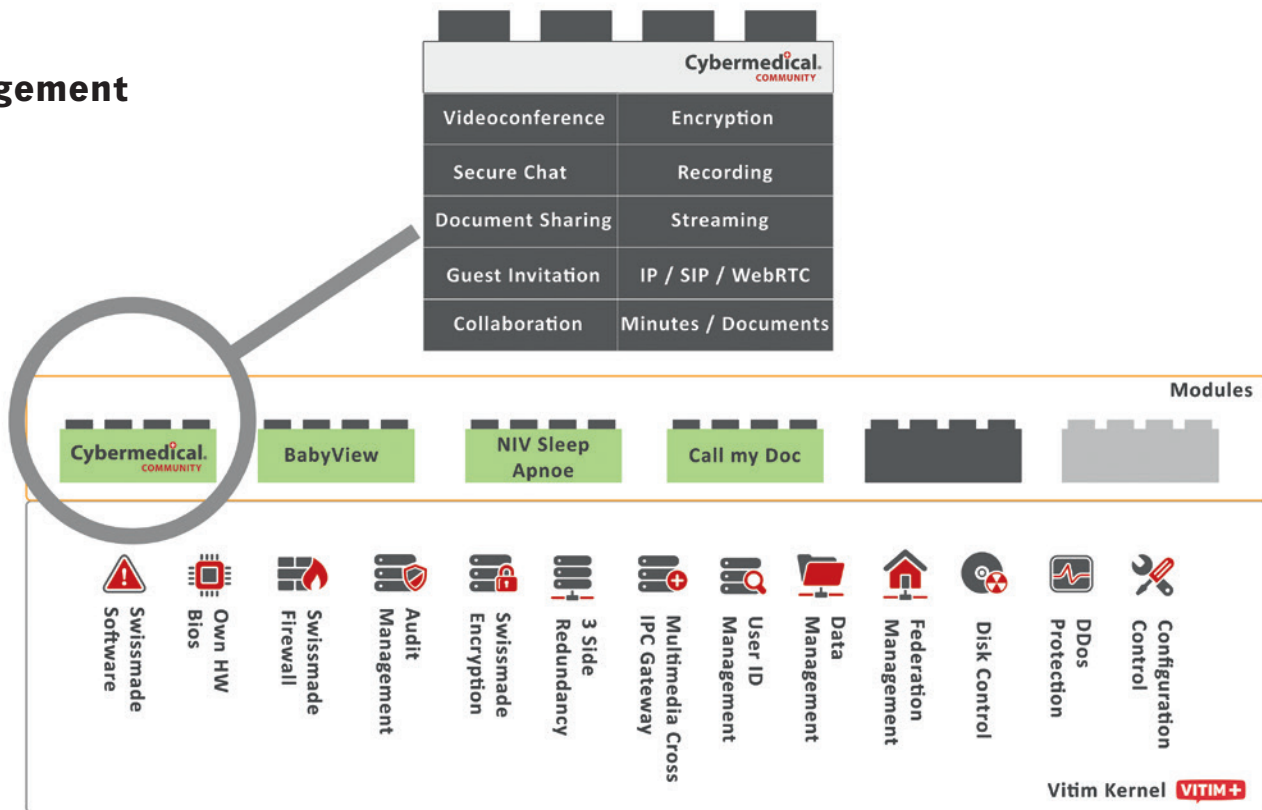 gement
Cybermedical.
COMMUNITY
Videoconference
Encryption
Secure Chat
Recording
Document Sharing
Streaming
Guest Invitation
IP / SIP / WebRTC
Collaboration
Minutes / Documents
Modules
Cybermedical.
COMMUNITY
BabyView
NIV Sleep
Apnoe
Call my Doc
Swissmade
Software
Own HW
Bios
Swissmade
Firewall
Audit
Management
Swissmade
Encryption
3 Side
Redundancy
Multimedia Cross
IPC Gateway
User ID
Management
Data
Management
Federation
Management
Disk Control
DDos
Protection
Configuration
Control
Vitim Kernel VITIM+